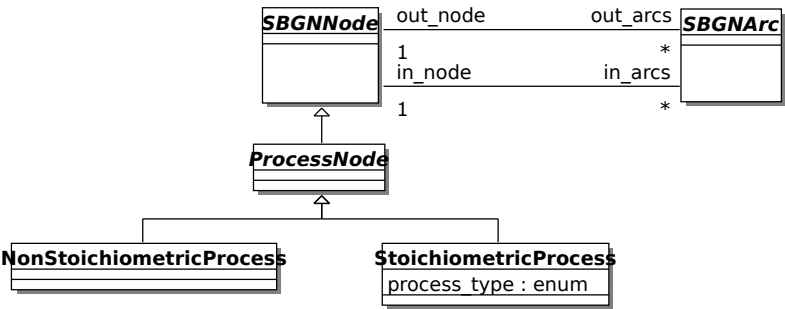 SBGNNode
out_node out_arcs
SBGNArc
1 *
in_node in_arcs
1 *
ProcessNode
NonStoichiometricProcess
StoichiometricProcess
process_type : enum